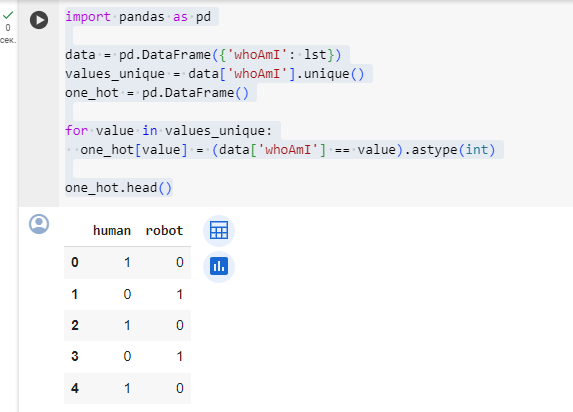 0
сек.
import pandas as pd
data = pd.DataFrame({'whoAmI': lst})
values_unique = data['whoAmI'].unique()
one_hot = pd.DataFrame()
for value in values_unique:
  one_hot[value] = (data['whoAmI'] == value).astype(int)
one_hot.head()
human robot
0 1 0
1 0 1
2 1 0
3 0 1
4 1 0